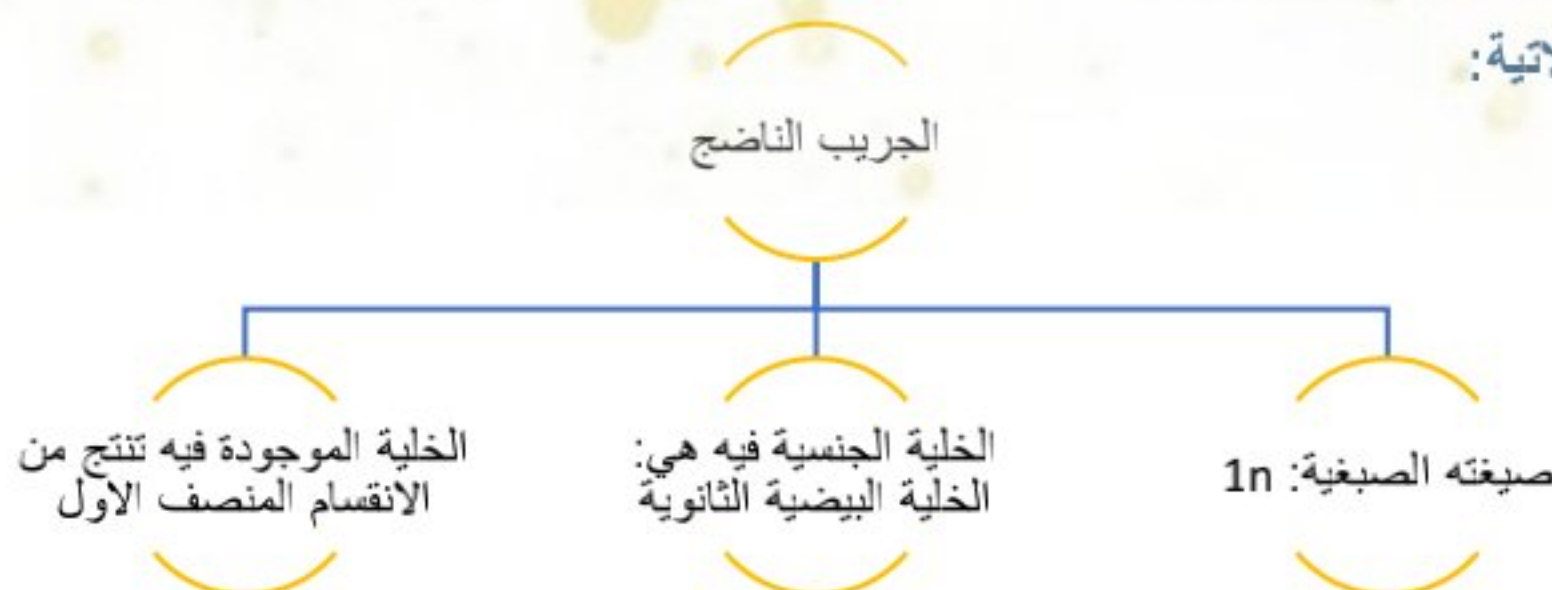 الجريب الناضج
صيغته الصبغية: 1n
الخلية الجنسية فيه هي:
الخلية البيضية الثانوية
الخلية الموجودة فيه تنتج من
الانقسام المنصف الاول